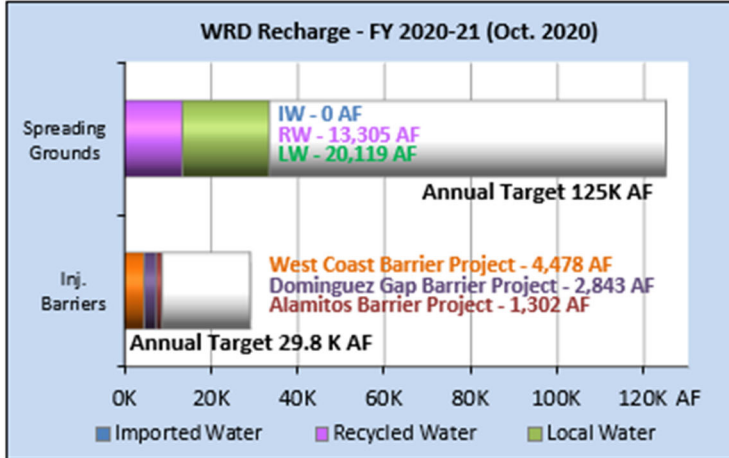 WRD Recharge - FY 2020-21 (Oct. 2020)
Spreading
Grounds
IW - 0 AF
RW - 13,305 AF
LW - 20,119 AF
Annual Target 125K AF
Inj.
Barriers
West Coast Barrier Project - 4,478 AF
Dominguez Gap Barrier Project - 2,843 AF
Alamitos Barrier Project - 1,302 AF
Annual Target 29.8 K AF
0K 20K 40K 60K 80K 100K 120K AF
Imported Water Recycled Water Local Water